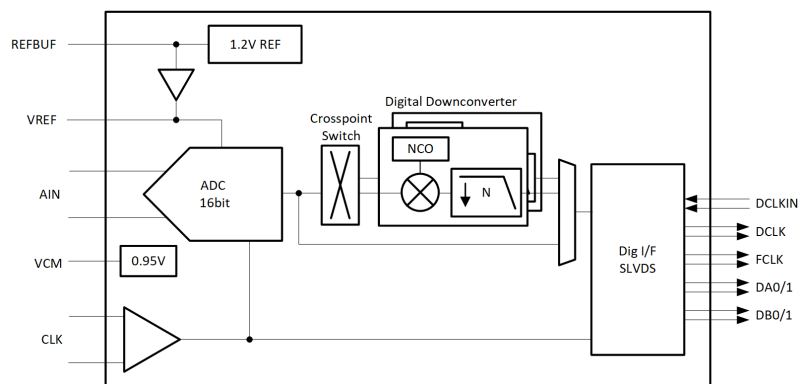 REFBUF
1.2V REF
VREF
Digital Downconverter
Crosspoint
Switch
NCO
ADC
16bit
N
AIN
DCLKIN
DCLK
Dig I/F
SLVDS
FCLK
VCM
0.95V
DA0/1
DB0/1
CLK